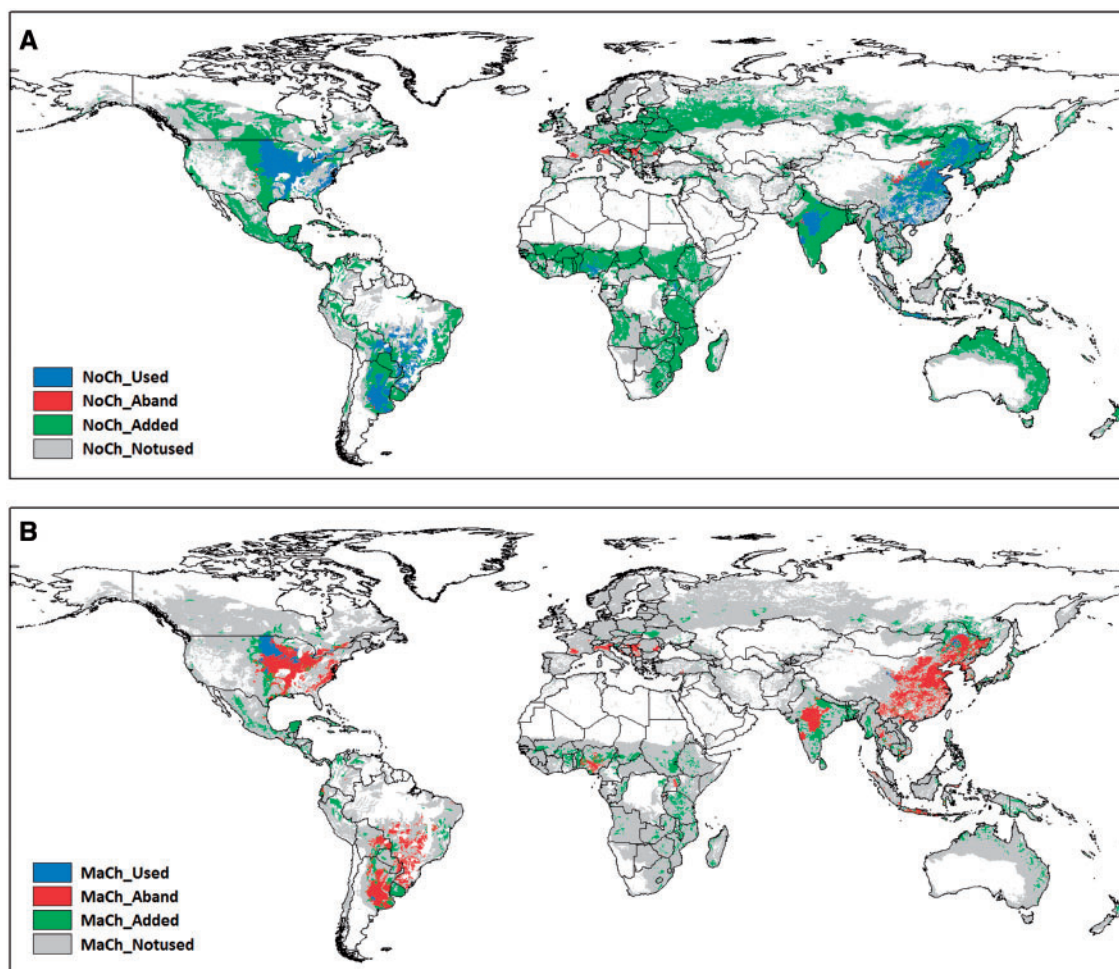 A
NoCh_Used
NoCh_Aband
NoCh_Added
NoCh_Notused
B
MaCh_Used
MaCh_Aband
MaCh_Added
MaCh_Notused